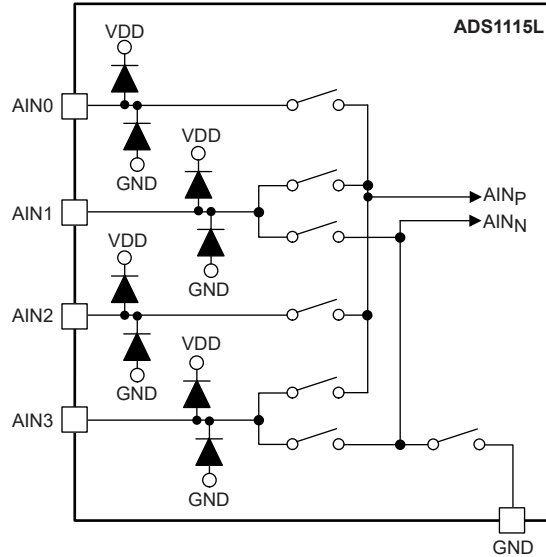 ADS1115L
VDD
AIN0
GND
VDD
AIN1
GND
AINP
AINN
VDD
AIN2
GND
VDD
AIN3
GND
GND